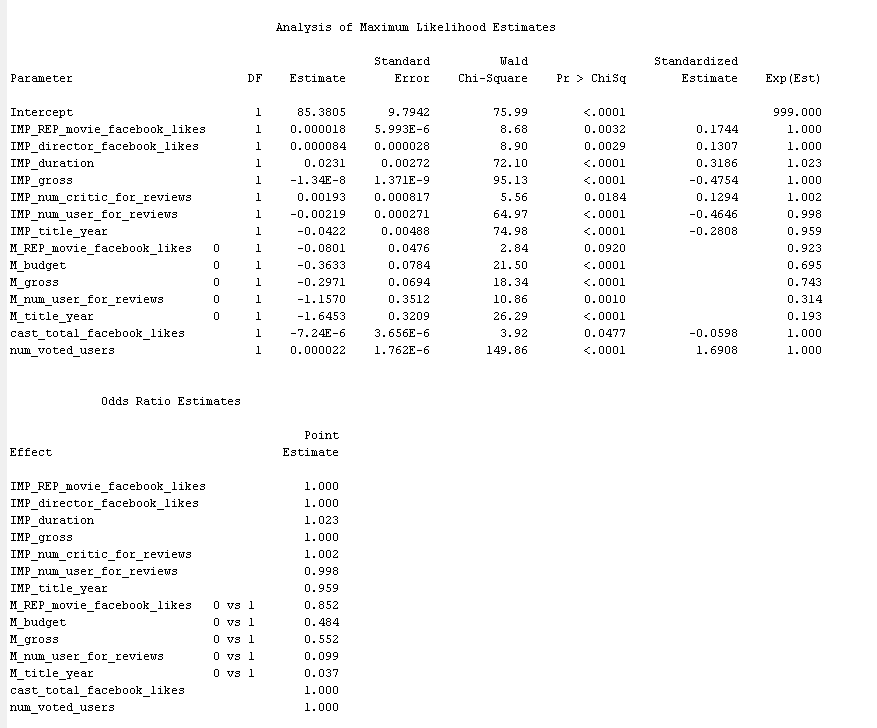 Analysis of Maximum Likelihood Estimates
Standard Wald Standardized
Parameter DF Estimate Error Chi-Square Pr > ChiSq Estimate Exp(Est)
Intercept 1 85.3805 9.7942 75.99 <.0001 999.000
IMP_REP_movie_facebook_likes 1 0.000018 5.993E-6 8.68 0.0032 0.1744 1.000
IMP_director_facebook_likes 1 0.000084 0.000028 8.90 0.0029 0.1307 1.000
IMP_duration 1 0.0231 0.00272 72.10 <.0001 0.3186 1.023
IMP_gross 1 -1.34E-8 1.371E-9 95.13 <.0001 -0.4754 1.000
IMP_num_critic_for_reviews 1 0.00193 0.000817 5.56 0.0184 0.1294 1.002
IMP_num_user_for_reviews 1 -0.00219 0.000271 64.97 <.0001 -0.4646 0.998
IMP_title_year 1 -0.0422 0.00488 74.98 <.0001 -0.2808 0.959
M_REP_movie_facebook_likes 0 1 -0.0801 0.0476 2.84 0.0920 0.923
M_budget 0 1 -0.3633 0.0784 21.50 <.0001 0.695
M_gross 0 1 -0.2971 0.0694 18.34 <.0001 0.743
M_num_user_for_reviews 0 1 -1.1570 0.3512 10.86 0.0010 0.314
M_title_year 0 1 -1.6453 0.3209 26.29 <.0001 0.193
cast_total_facebook_likes 1 -7.24E-6 3.656E-6 3.92 0.0477 -0.0598 1.000
num_voted_users 1 0.000022 1.762E-6 149.86 <.0001 1.6908 1.000
Odds Ratio Estimates
Point
Effect Estimate
IMP_REP_movie_facebook_likes 1.000
IMP_director_facebook_likes 1.000
IMP_duration 1.023
IMP_gross 1.000
IMP_num_critic_for_reviews 1.002
IMP_num_user_for_reviews 0.998
IMP_title_year 0.959
M_REP_movie_facebook_likes 0 vs 1 0.852
M_budget 0 vs 1 0.484
M_gross 0 vs 1 0.552
M_num_user_for_reviews 0 vs 1 0.099
M_title_year 0 vs 1 0.037
cast_total_facebook_likes 1.000
num_voted_users 1.000